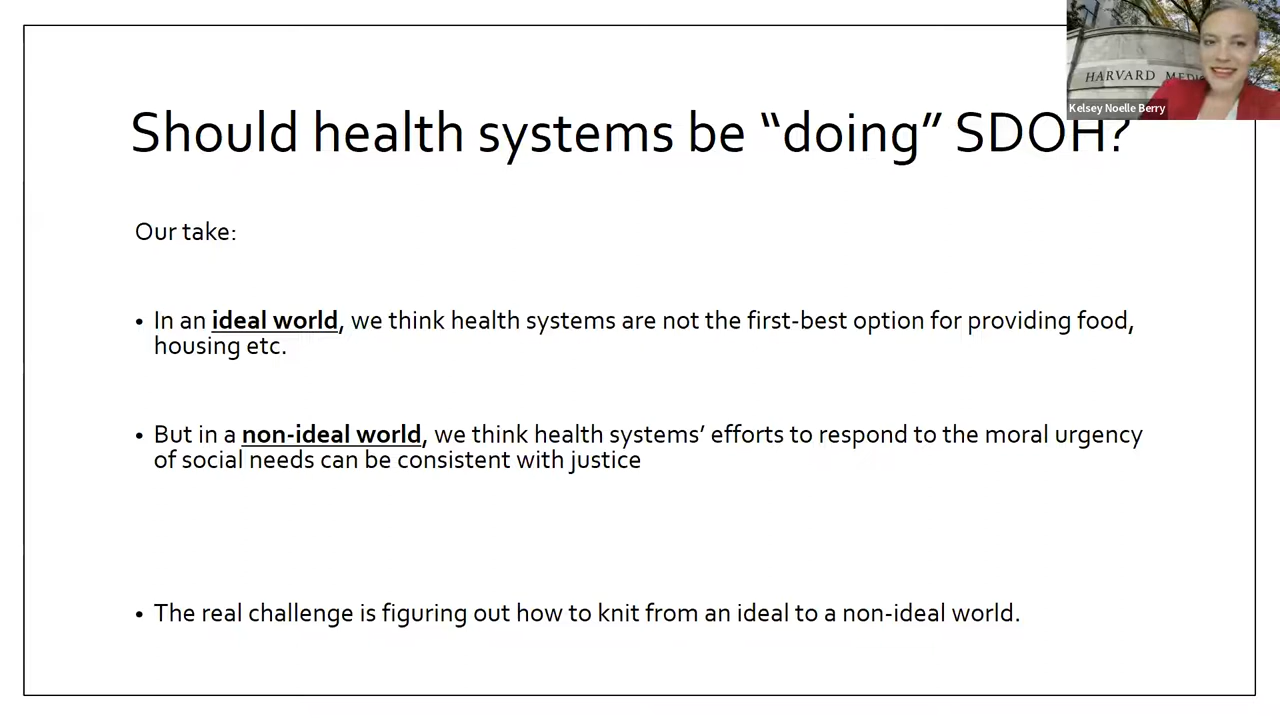 HARVARD MEDI
Kelsey Noelle Berry
Should health systems be “doing” SDOH?
Our take:
• In an ideal world, we think health systems are not the first-best option for providing food,
housing etc.
• But in a non-ideal world, we think health systems’ efforts to respond to the moral urgency
of social needs can be consistent with justice
• The real challenge is figuring out how to knit from an ideal to a non-ideal world.